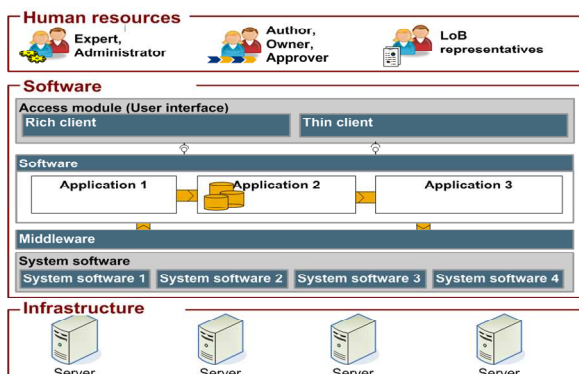 Human resources
Expert,
Administrator
Author,
Owner,
Approver
LoB
representatives
Software
Access module (User interface)
Rich client
Thin client
Software
Application 1
Application 2
Application 3
Middleware
System software
System software 1
System software 2
System software 3
System software 4
Infrastructure
Server
Server
Server
Server